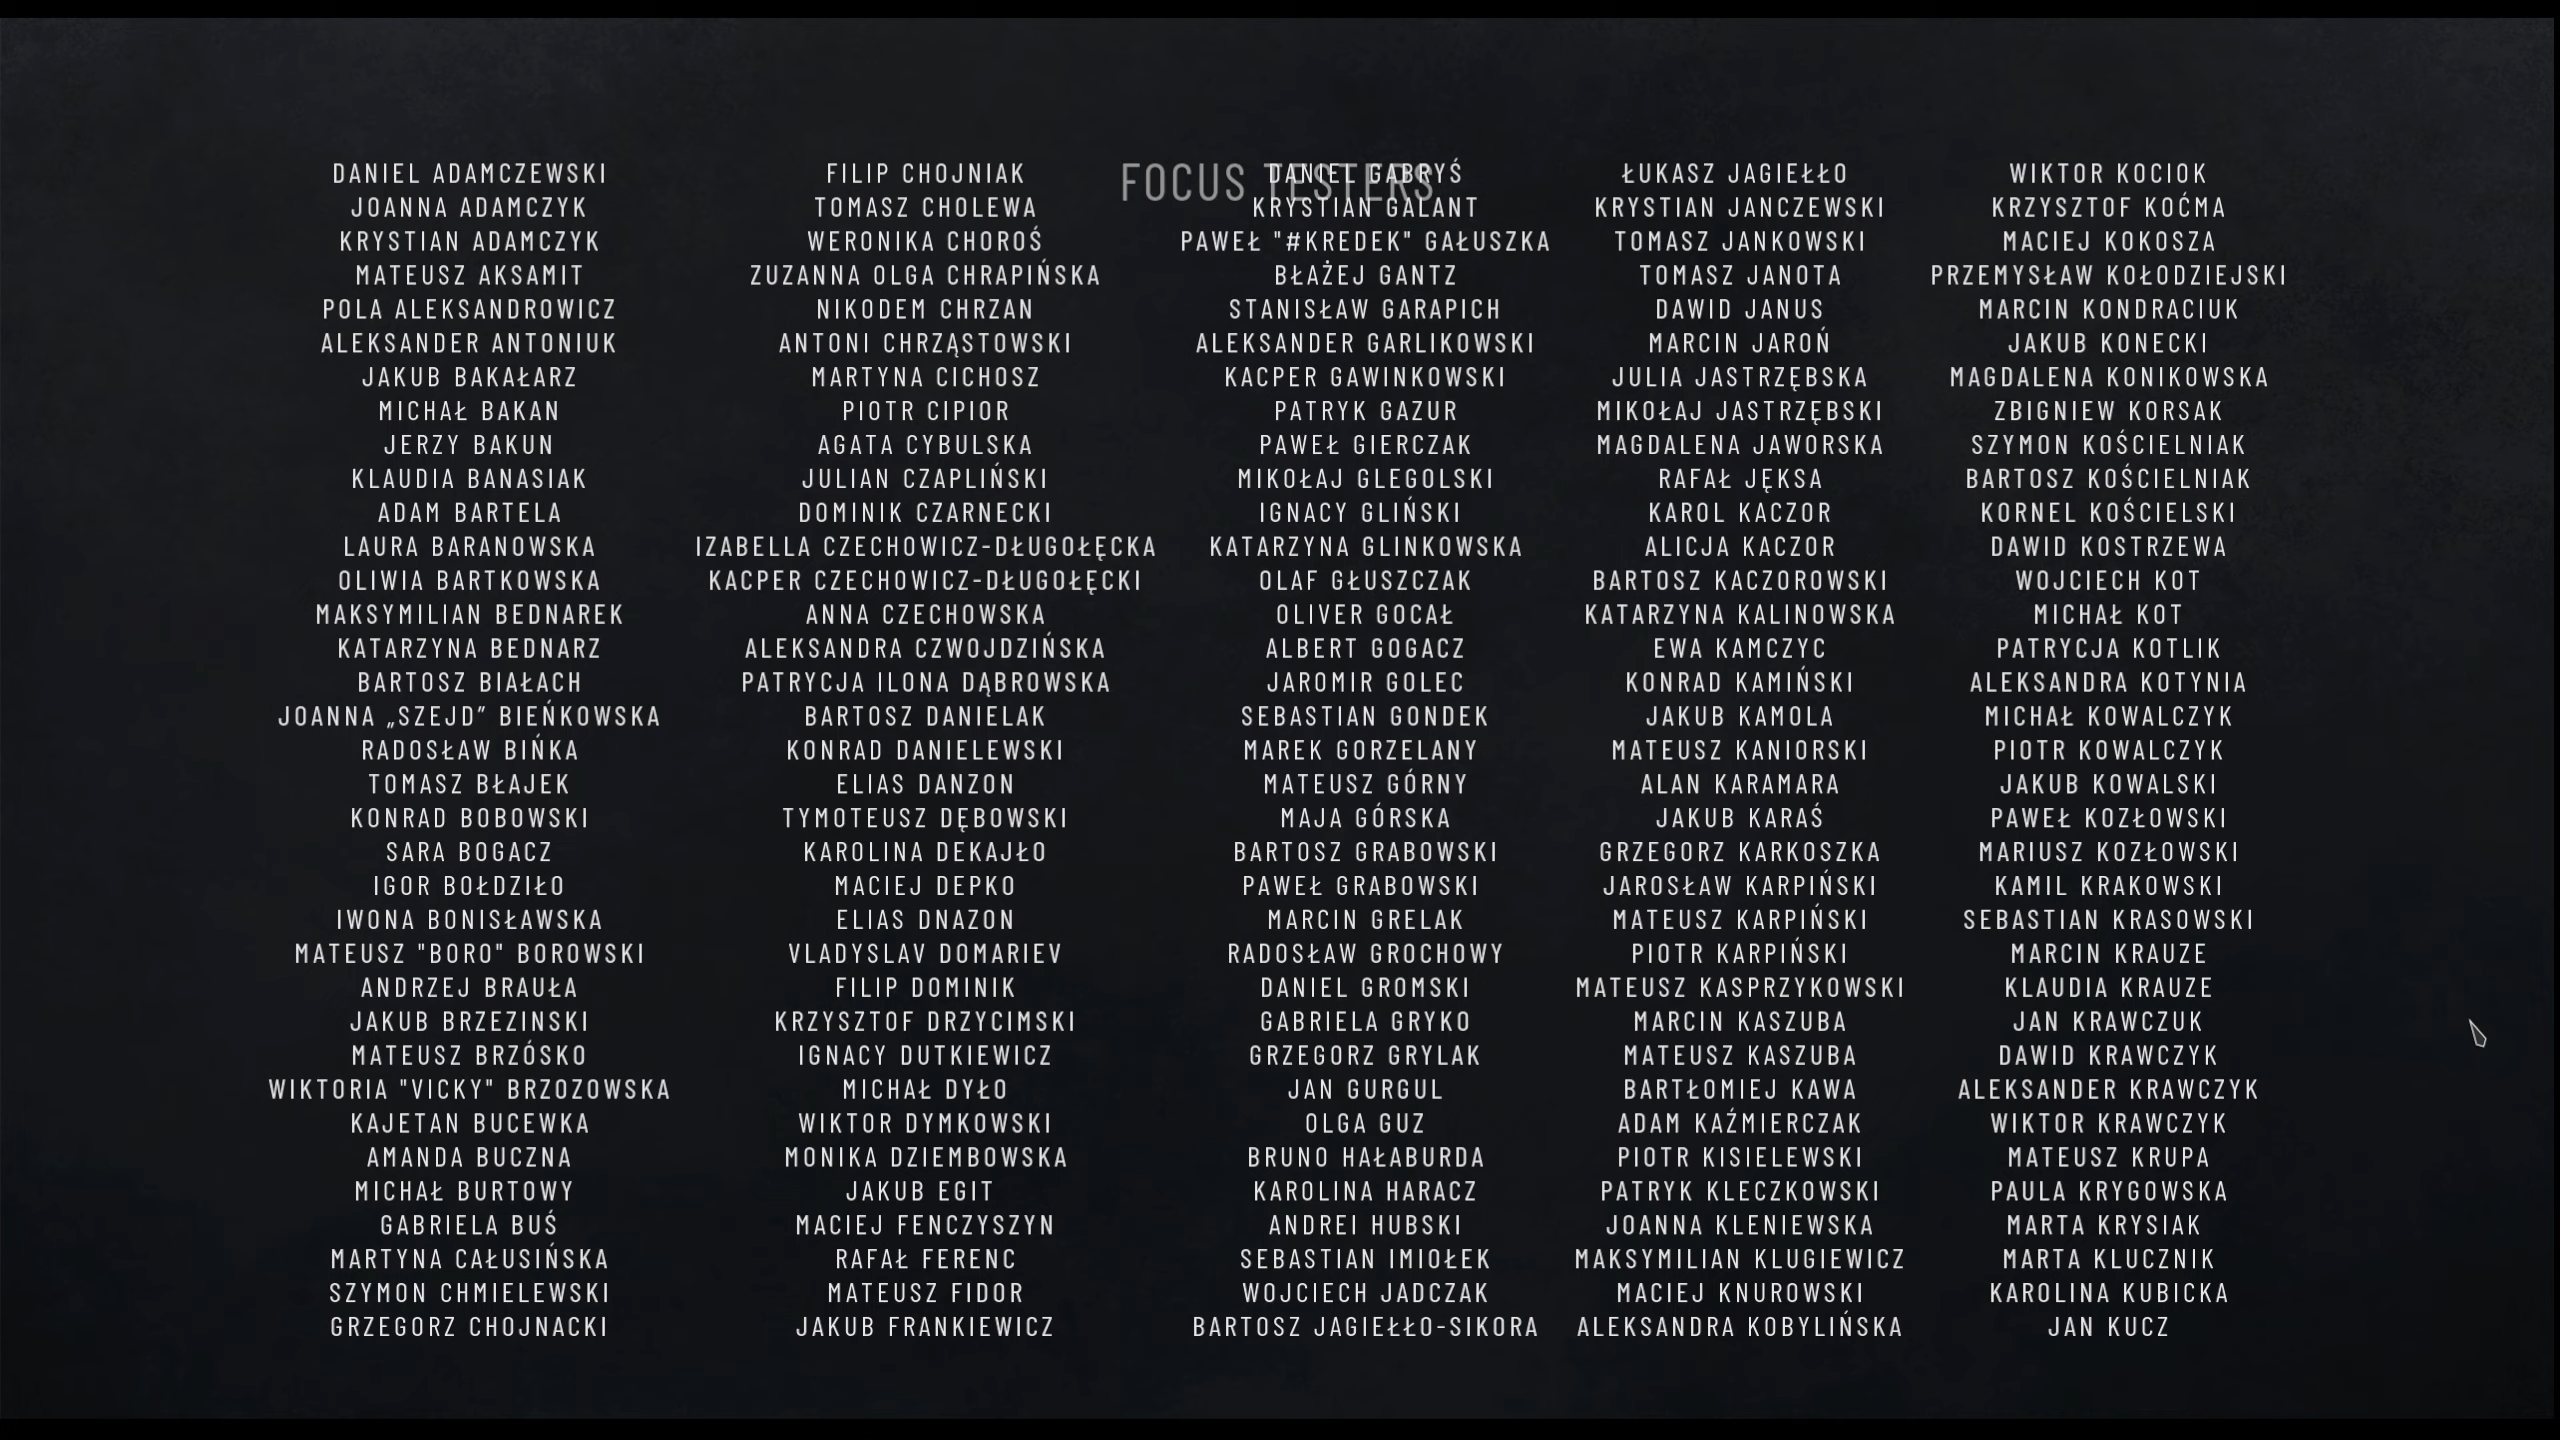 FOCUS TESTERS
DANIEL ADAMCZEWSKI
JOANNA ADAMCZYK
KRYSTIAN ADAMCZYK
MATEUSZ AKSAMIT
POLA ALEKSANDROWICZ
ALEKSANDER ANTONIUK
JAKUB BAKAŁARZ
MICHAŁ BAKAN
JERZY BAKUN
KLAUDIA BANASIAK
ADAM BARTELA
LAURA BARANOWSKA
OLIWIA BARTKOWSKA
MAKSYMILIAN BEDNAREK
KATARZYNA BEDNARZ
BARTOSZ BIAŁACH
JOANNA „SZEJD” BIEŃKOWSKA
RADOSŁAW BIŃKA
TOMASZ BŁAJEK
KONRAD BOBOWSKI
SARA BOGACZ
IGOR BOŁDZIŁO
IWONA BONISŁAWSKA
MATEUSZ "BORO" BOROWSKI
ANDRZEJ BRAUŁA
JAKUB BRZEZINSKI
MATEUSZ BRZÓSKO
WIKTORIA "VICKY" BRZOZOWSKA
KAJETAN BUCEWKA
AMANDA BUCZNA
MICHAŁ BURTOWY
GABRIELA BUŚ
MARTYNA CAŁUSIŃSKA
SZYMON CHMIELEWSKI
GRZEGORZ CHOJNACKI
FILIP CHOJNIAK
TOMASZ CHOLEWA
WERONIKA CHOROŚ
ZUZANNA OLGA CHRAPIŃSKA
NIKODEM CHRZAN
ANTONI CHRZĄSTOWSKI
MARTYNA CICHOSZ
PIOTR CIPIOR
AGATA CYBULSKA
JULIAN CZAPLIŃSKI
DOMINIK CZARNECKI
IZABELLA CZECHOWICZ-DŁUGOŁĘCKA
KACPER CZECHOWICZ-DŁUGOŁĘCKI
ANNA CZECHOWSKA
ALEKSANDRA CZWOJDZIŃSKA
PATRYCJA ILONA DĄBROWSKA
BARTOSZ DANIELAK
KONRAD DANIELEWSKI
ELIAS DANZON
TYMOTEUSZ DĘBOWSKI
KAROLINA DEKAJŁO
MACIEJ DEPKO
ELIAS DNAZON
VLADYSLAV DOMARIEV
FILIP DOMINIK
KRZYSZTOF DRZYCIMSKI
IGNACY DUTKIEWICZ
MICHAŁ DYŁO
WIKTOR DYMKOWSKI
MONIKA DZIEMBOWSKA
JAKUB EGIT
MACIEJ FENCZYSZYN
RAFAŁ FERENC
MATEUSZ FIDOR
JAKUB FRANKIEWICZ
DANIEL GABRYŚ
KRYSTIAN GALANT
PAWEŁ "#KREDEK" GAŁUSZKA
BŁAŻEJ GANTZ
STANISŁAW GARAPICH
ALEKSANDER GARLIKOWSKI
KACPER GAWINKOWSKI
PATRYK GAZUR
PAWEŁ GIERCZAK
MIKOŁAJ GLEGOLSKI
IGNACY GLIŃSKI
KATARZYNA GLINKOWSKA
OLAF GŁUSZCZAK
OLIVER GOCAŁ
ALBERT GOGACZ
JAROMIR GOLEC
SEBASTIAN GONDEK
MAREK GORZELANY
MATEUSZ GÓRNY
MAJA GÓRSKA
BARTOSZ GRABOWSKI
PAWEŁ GRABOWSKI
MARCIN GRELAK
RADOSŁAW GROCHOWY
DANIEL GROMSKI
GABRIELA GRYKO
GRZEGORZ GRYLAK
JAN GURGUL
OLGA GUZ
BRUNO HAŁABURDA
KAROLINA HARACZ
ANDREI HUBSKI
SEBASTIAN IMIOŁEK
WOJCIECH JADCZAK
BARTOSZ JAGIEŁŁO-SIKORA
ŁUKASZ JAGIEŁŁO
KRYSTIAN JANCZEWSKI
TOMASZ JANKOWSKI
TOMASZ JANOTA
DAWID JANUS
MARCIN JAROŃ
JULIA JASTRZĘBSKA
MIKOŁAJ JASTRZĘBSKI
MAGDALENA JAWORSKA
RAFAŁ JĘKSA
KAROL KACZOR
ALICJA KACZOR
BARTOSZ KACZOROWSKI
KATARZYNA KALINOWSKA
EWA KAMCZYC
KONRAD KAMIŃSKI
JAKUB KAMOLA
MATEUSZ KANIORSKI
ALAN KARAMARA
JAKUB KARAŚ
GRZEGORZ KARKOSZKA
JAROSŁAW KARPIŃSKI
MATEUSZ KARPIŃSKI
PIOTR KARPIŃSKI
MATEUSZ KASPRZYKOWSKI
MARCIN KASZUBA
MATEUSZ KASZUBA
BARTŁOMIEJ KAWA
ADAM KAŹMIERCZAK
PIOTR KISIELEWSKI
PATRYK KLECZKOWSKI
JOANNA KLENIEWSKA
MAKSYMILIAN KLUGIEWICZ
MACIEJ KNUROWSKI
ALEKSANDRA KOBYLIŃSKA
WIKTOR KOCIOK
KRZYSZTOF KOĆMA
MACIEJ KOKOSZA
PRZEMYSŁAW KOŁODZIEJSKI
MARCIN KONDRACIUK
JAKUB KONECKI
MAGDALENA KONIKOWSKA
ZBIGNIEW KORSAK
SZYMON KOŚCIELNIAK
BARTOSZ KOŚCIELNIAK
KORNEL KOŚCIELSKI
DAWID KOSTRZEWA
WOJCIECH KOT
MICHAŁ KOT
PATRYCJA KOTLIK
ALEKSANDRA KOTYNIA
MICHAŁ KOWALCZYK
PIOTR KOWALCZYK
JAKUB KOWALSKI
PAWEŁ KOZŁOWSKI
MARIUSZ KOZŁOWSKI
KAMIL KRAKOWSKI
SEBASTIAN KRASOWSKI
MARCIN KRAUZE
KLAUDIA KRAUZE
JAN KRAWCZUK
DAWID KRAWCZYK
ALEKSANDER KRAWCZYK
WIKTOR KRAWCZYK
MATEUSZ KRUPA
PAULA KRYGOWSKA
MARTA KRYSIAK
MARTA KLUCZNIK
KAROLINA KUBICKA
JAN KUCZ